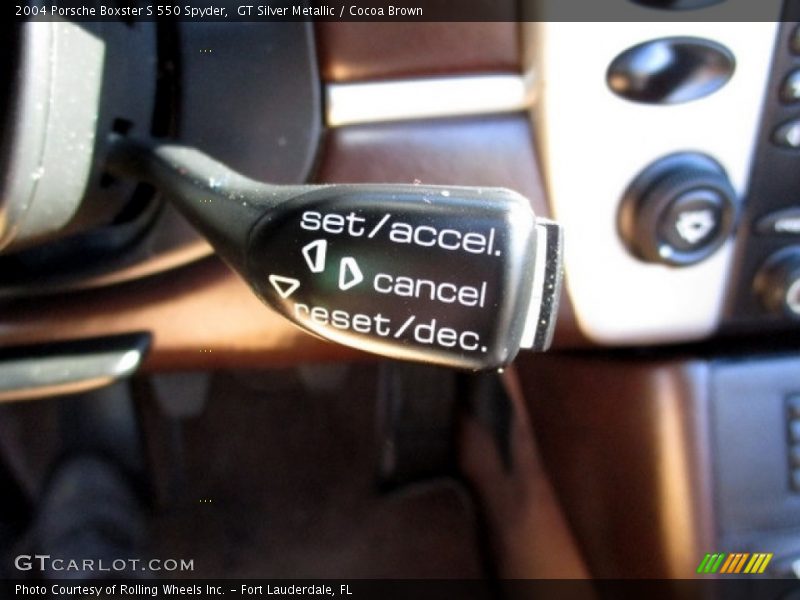 2004 Porsche Boxster S 550 Spyder,  GT Silver Metallic / Cocoa Brown
set/accel.
cancel
reset/dec.
GTCARLOT.COM
Photo Courtesy of Rolling Wheels Inc. – Fort Lauderdale, FL